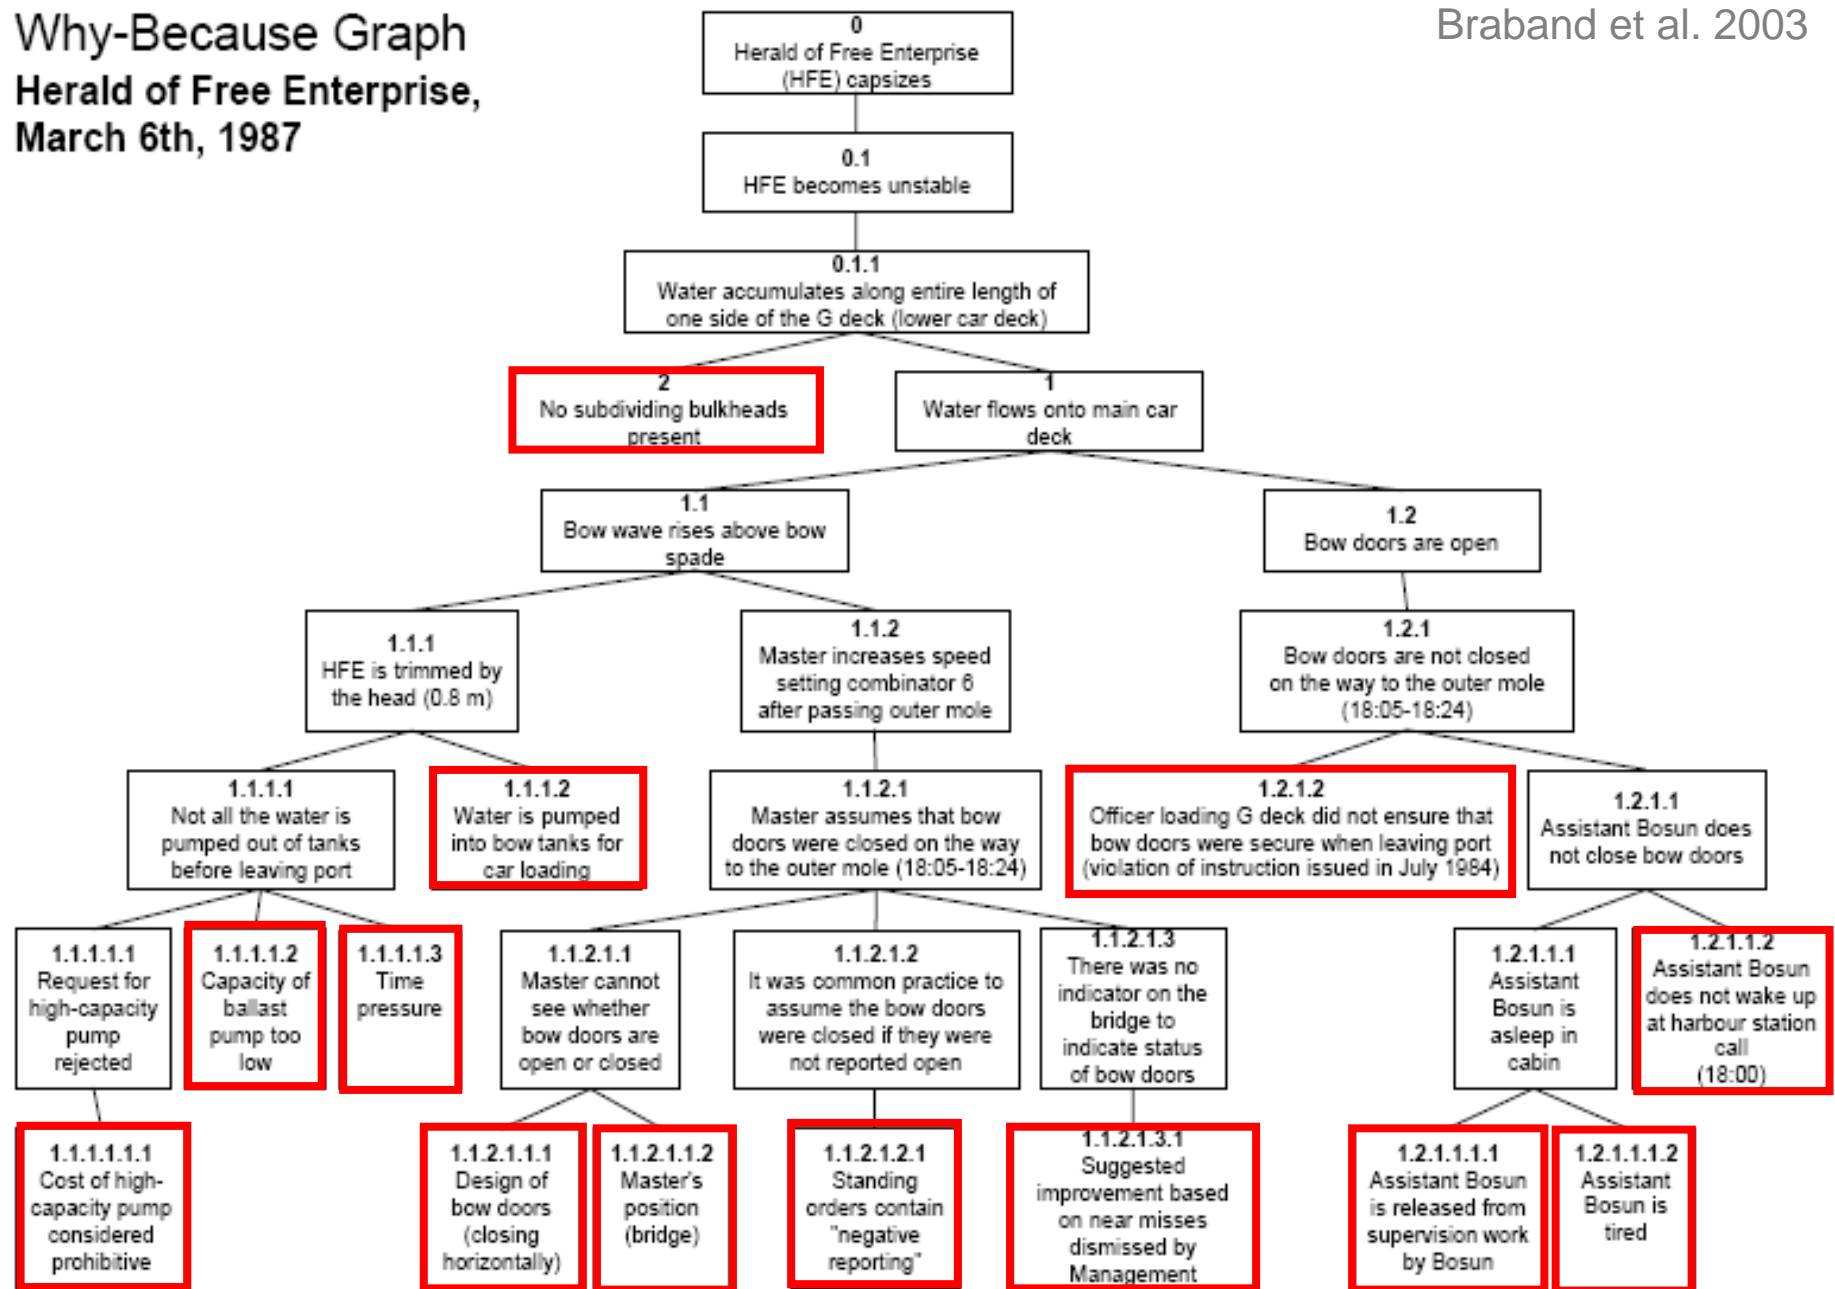 Why-Because Graph
Herald of Free Enterprise,
March 6th, 1987
Braband et al. 2003
0
Herald of Free Enterprise
(HFE) capsizes
0.1
HFE becomes unstable
0.1.1
Water accumulates along entire length of
one side of the G deck (lower car deck)
2
No subdividing bulkheads
present
1
Water flows onto main car
deck
1.1
Bow wave rises above bow
spade
1.2
Bow doors are open
1.1.1
HFE is trimmed by
the head (0.8 m)
1.1.2
Master increases speed
setting combinator 6
after passing outer mole
1.2.1
Bow doors are not closed
on the way to the outer mole
(18:05-18:24)
1.1.1.1
Not all the water is
pumped out of tanks
before leaving port
1.1.1.2
Water is pumped
into bow tanks for
car loading
1.1.2.1
Master assumes that bow
doors were closed on the way
to the outer mole (18:05-18:24)
1.2.1.2
Officer loading G deck did not ensure that
bow doors were secure when leaving port
(violation of instruction issued in July 1984)
1.2.1.1
Assistant Bosun does
not close bow doors
1.1.1.1.1
Request for
high-capacity
pump
rejected
1.1.1.1.2
Capacity of
ballast
pump too
low
1.1.1.1.3
Time
pressure
1.1.2.1.1
Master cannot
see whether
bow doors are
open or closed
1.1.2.1.2
It was common practice to
assume the bow doors
were closed if they were
not reported open
1.1.2.1.3
There was no
indicator on the
bridge to
indicate status
of bow doors
1.2.1.1.1
Assistant
Bosun is
asleep in
cabin
1.2.1.1.2
Assistant Bosun
does not wake up
at harbour station
call
(18:00)
1.1.1.1.1.1
Cost of high-
capacity pump
considered
prohibitive
1.1.2.1.1.1
Design of
bow doors
(closing
horizontally)
1.1.2.1.1.2
Master's
position
(bridge)
1.1.2.1.2.1
Standing
orders contain
"negative
reporting"
1.1.2.1.3.1
Suggested
improvement based
on near misses
dismissed by
Management
1.2.1.1.1.1
Assistant Bosun
is released from
supervision work
by Bosun
1.2.1.1.1.2
Assistant
Bosun is
tired